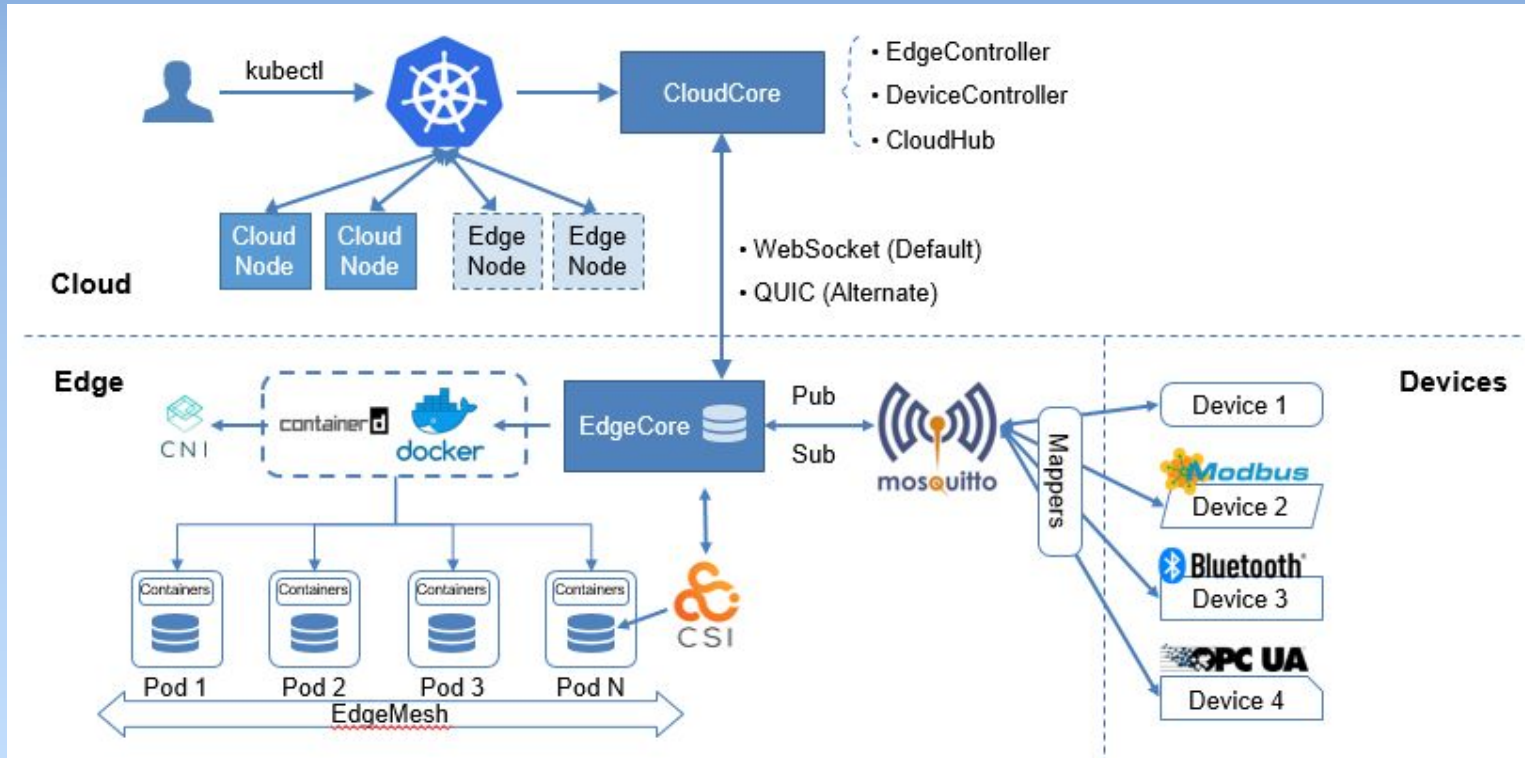 kubectl
CloudCore
• EdgeController
• DeviceController
• CloudHub
Cloud
Node
Cloud
Node
Edge
Node
Edge
Node
Cloud
• WebSocket (Default)
• QUIC (Alternate)
Edge
CNI
containerd
docker
EdgeCore
Pub
Sub
mosquitto
Mappers
Devices
Device 1
Modbus
Device 2
Bluetooth®
Device 3
OPC UA
Device 4
Containers
Containers
Containers
Containers
CSI
Pod 1
Pod 2
Pod 3
Pod N
EdgeMesh